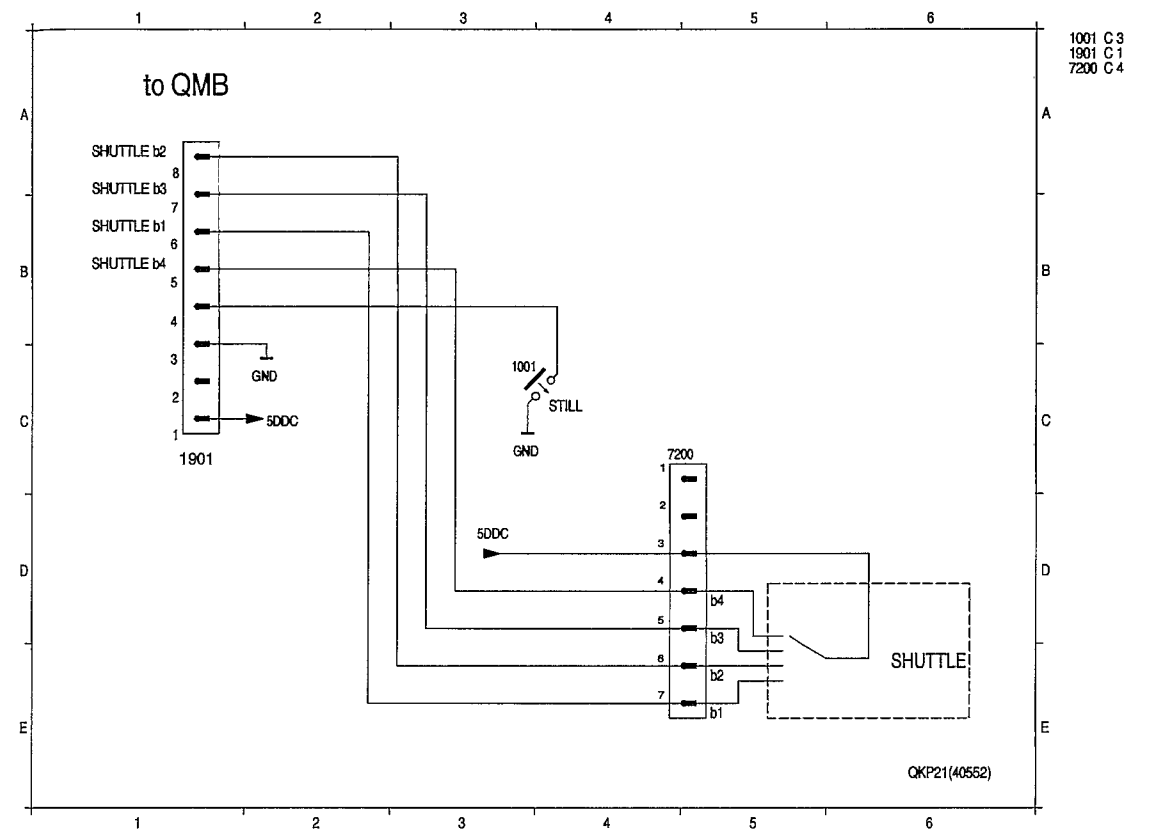 1 2 3 4 5 6
1001 C 3
1901 C 1
7200 C 4
to QMB
A A
SHUTTLE b2
8
SHUTTLE b3
7
SHUTTLE b1
6
SHUTTLE b4
B B
5
4
3
GND
1001
2
STILL
C C
5DDC
1
GND
1901
7200
1
2
5DDC
3
D D
4
b4
5
b3
6
SHUTTLE
b2
7
b1
E E
QKP21(40552)
1 2 3 4 5 6